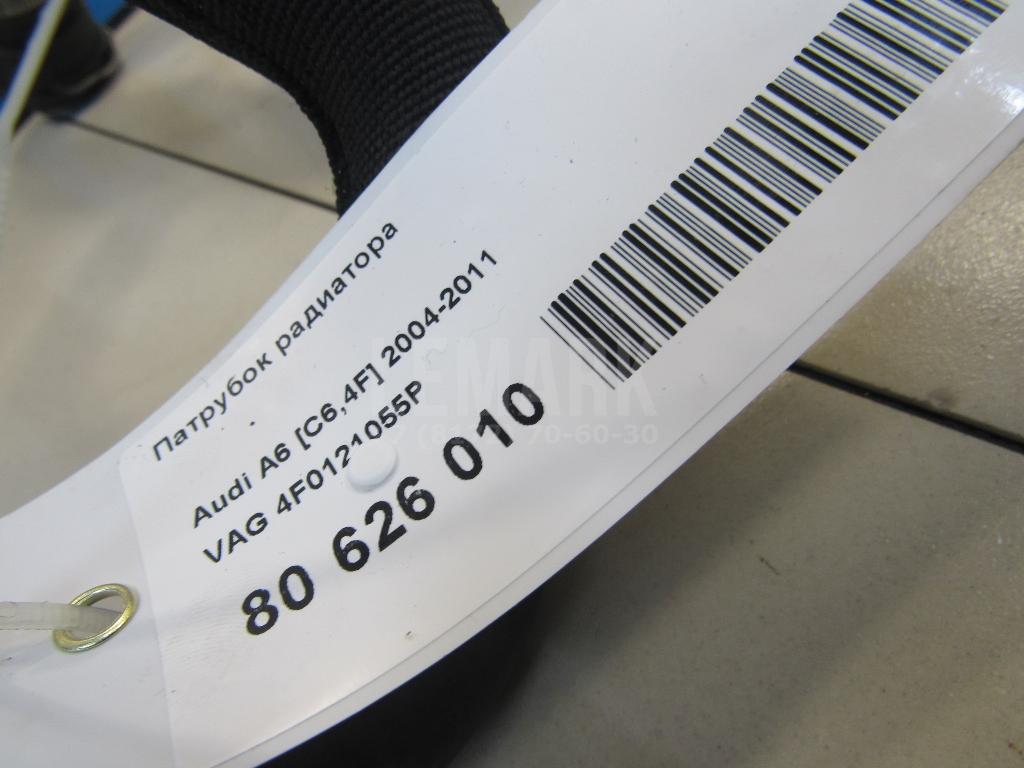 Патрубок радиатора
Audi A6 [C6,4F] 2004-2011
VAG 4F0121055P
80 626 010